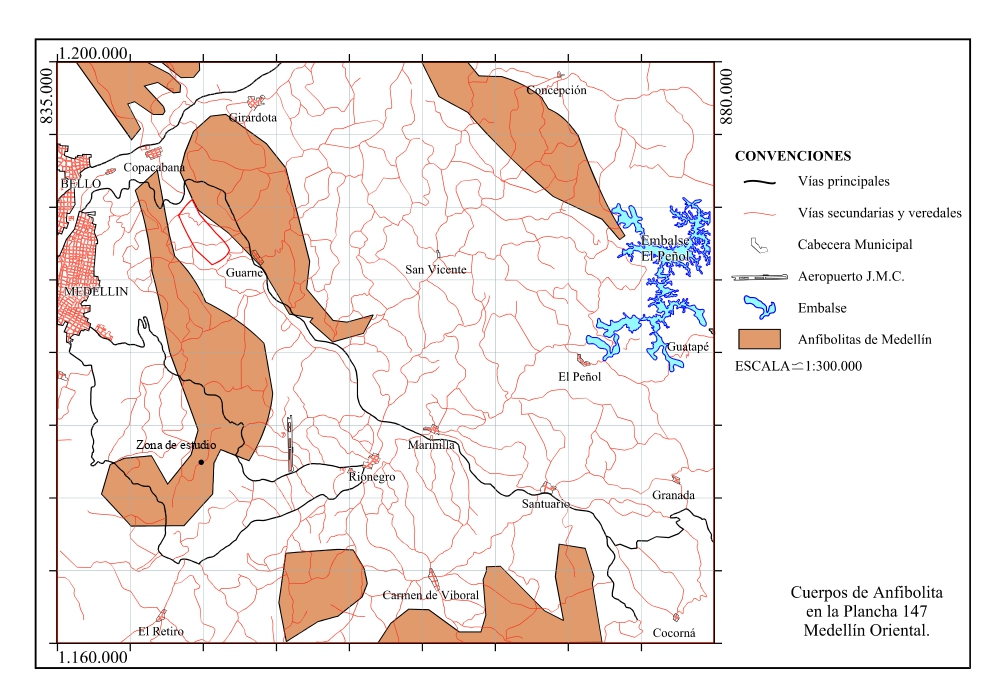 1.200.000
835.000
880.000
Concepción
Girardota
Copacabana
BELLO
Guarne
San Vicente
Embalse
El Peñol
MEDELLIN
Guatapé
El Peñol
Zona de estudio
Marinilla
Rionegro
Santuario
Granada
Carmen de Viboral
El Retiro
Cocorná
1.160.000
CONVENCIONES
Vías principales
Vías secundarias y veredales
Cabecera Municipal
Aeropuerto J.M.C.
Embalse
Anfibolitas de Medellín
ESCALA≃1:300.000
Cuerpos de Anfibolita
en la Plancha 147
Medellín Oriental.